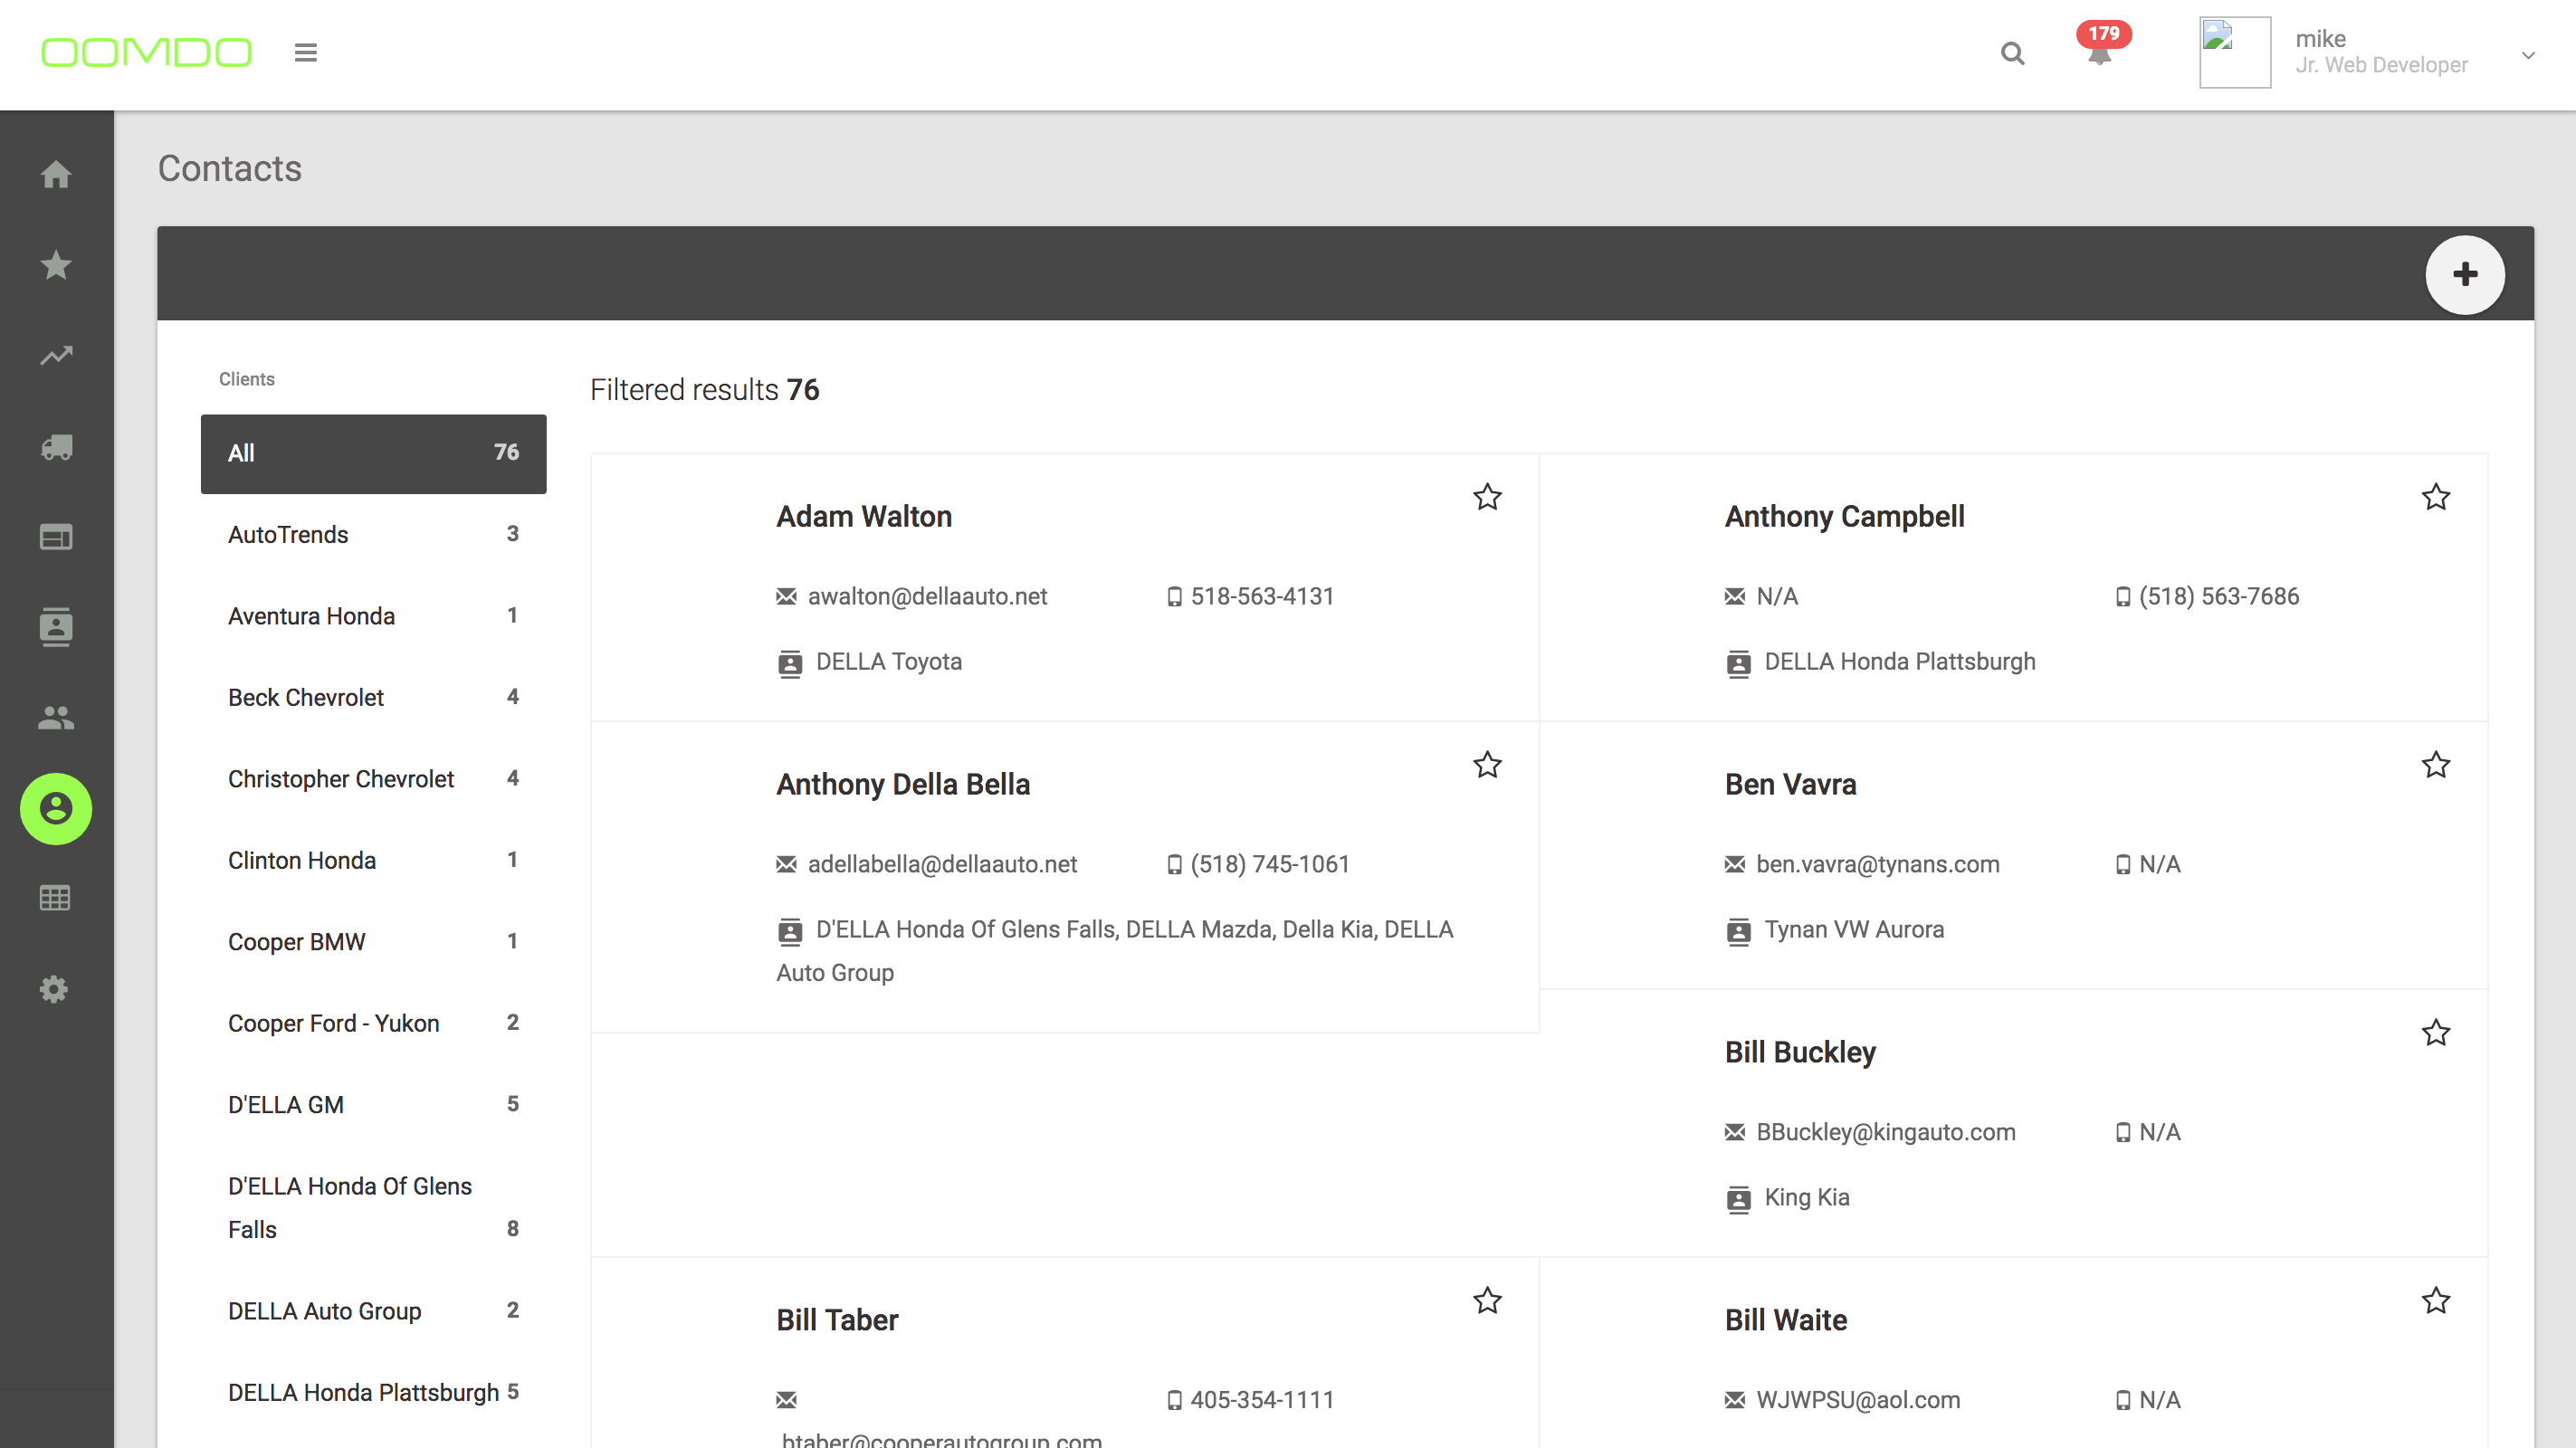 OOMDO
179
mike
Jr. Web Developer
Contacts
Clients
All 76
AutoTrends 3
Aventura Honda 1
Beck Chevrolet 4
Christopher Chevrolet 4
Clinton Honda 1
Cooper BMW 1
Cooper Ford - Yukon 2
D'ELLA GM 5
D'ELLA Honda Of Glens
Falls 8
DELLA Auto Group 2
DELLA Honda Plattsburgh 5
Filtered results 76
Adam Walton
awalton@dellaauto.net 518-563-4131
DELLA Toyota
Anthony Campbell
N/A (518) 563-7686
DELLA Honda Plattsburgh
Anthony Della Bella
adellabella@dellaauto.net (518) 745-1061
D'ELLA Honda Of Glens Falls, DELLA Mazda, Della Kia, DELLA
Auto Group
Ben Vavra
ben.vavra@tynans.com N/A
Tynan VW Aurora
Bill Buckley
BBuckley@kingauto.com N/A
King Kia
Bill Taber
405-354-1111
btaber@cooperautogroup.com
Bill Waite
WJWPSU@aol.com N/A